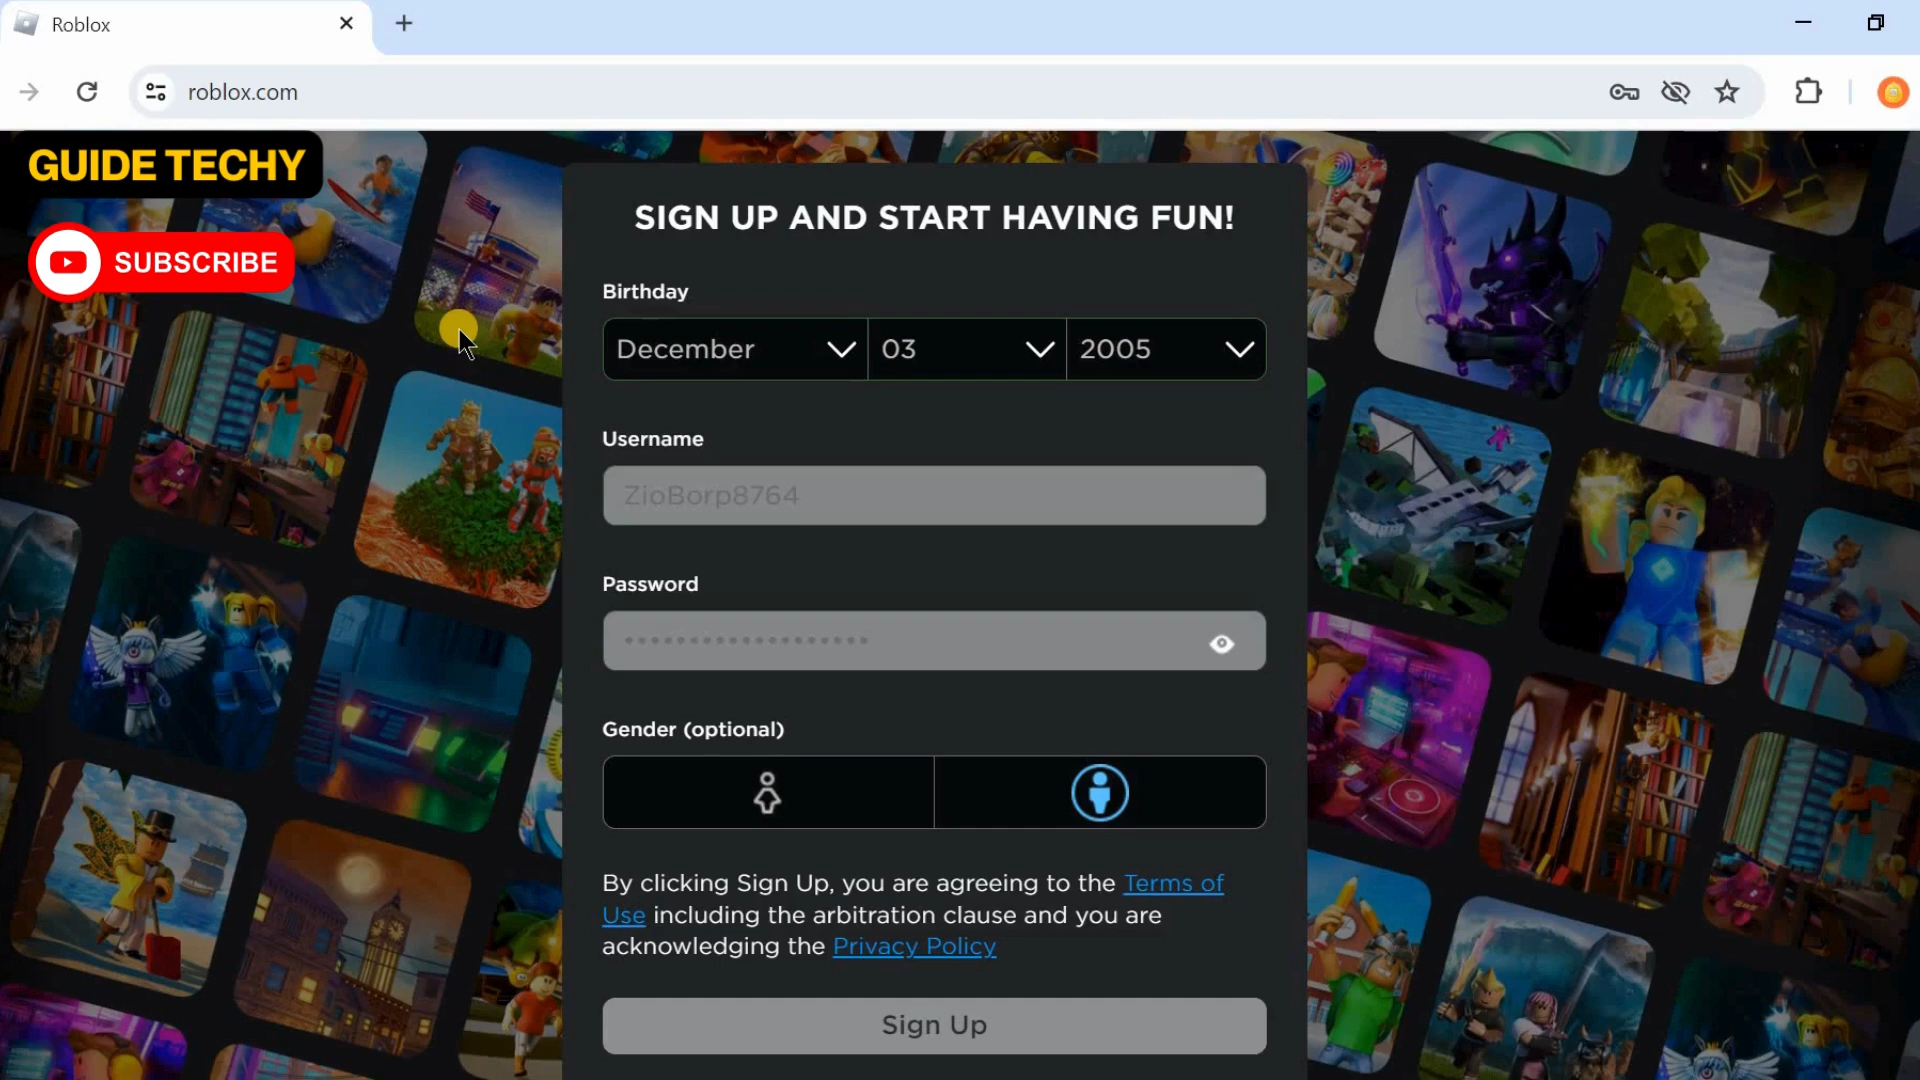 Roblox
roblox.com
GUIDE TECHY
SUBSCRIBE
SIGN UP AND START HAVING FUN!
Birthday
December 03 2005
Username
ZioBorp8764
Password
Gender (optional)
By clicking Sign Up, you are agreeing to the Terms of
Use including the arbitration clause and you are
acknowledging the Privacy Policy
Sign Up